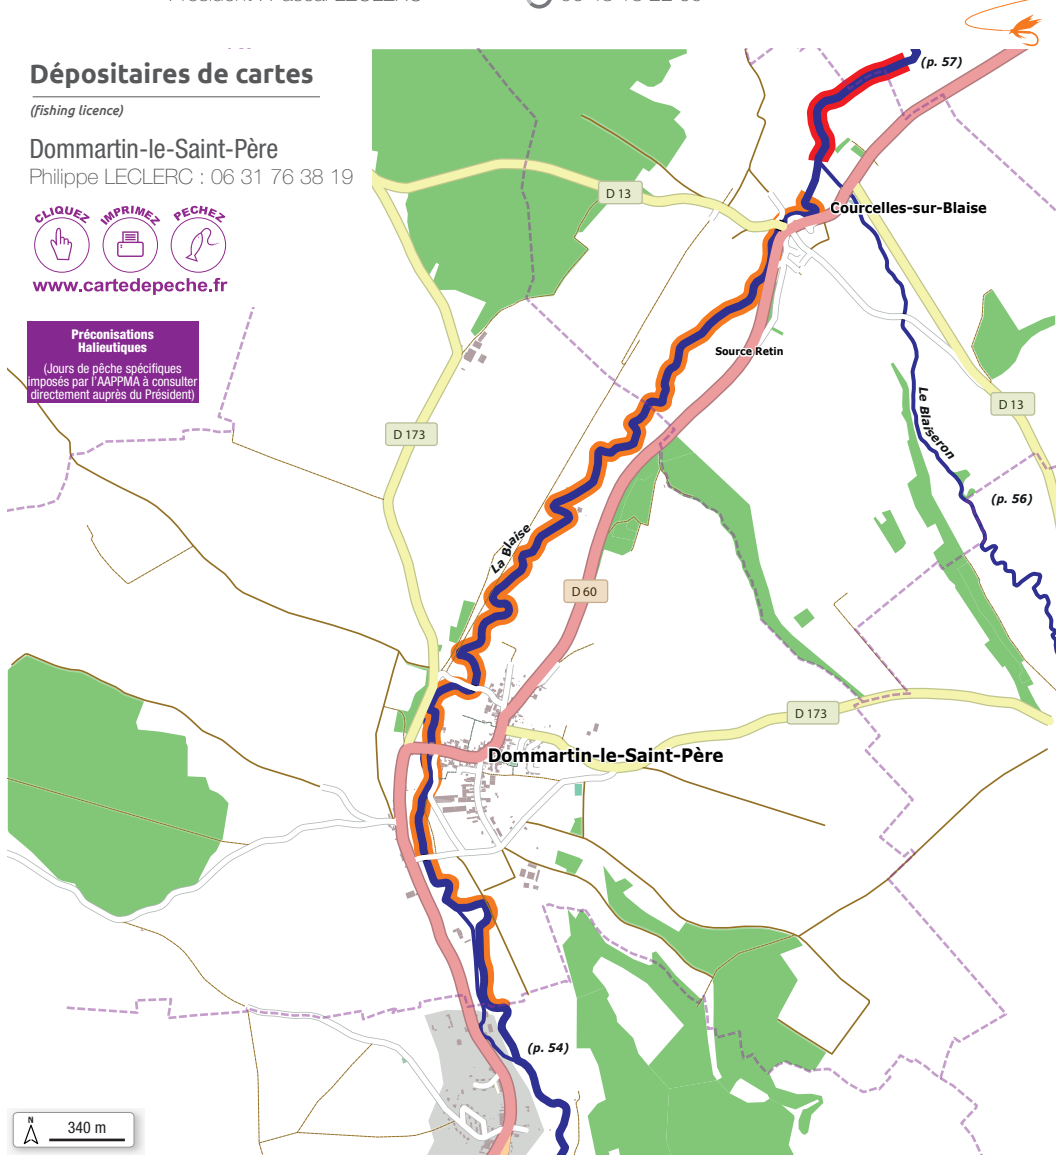 Dépositaires de cartes
(fishing licence)
Dommartin-le-Saint-Père
Philippe LECLERC : 06 31 76 38 19
CLIQUEZ IMPRIMEZ PECHEZ
www.cartedepeche.fr
Préconisations
Halieutiques
(Jours de pêche spécifiques
imposés par l'AAPPMA à consulter
directement auprès du Président)
(p. 57)
D 13
Courcelles-sur-Blaise
Source Retin
D 13
D 173
Le Blaiseron
(p. 56)
La Blaise
D 60
D 173
Dommartin-le-Saint-Père
(p. 54)
N
340 m